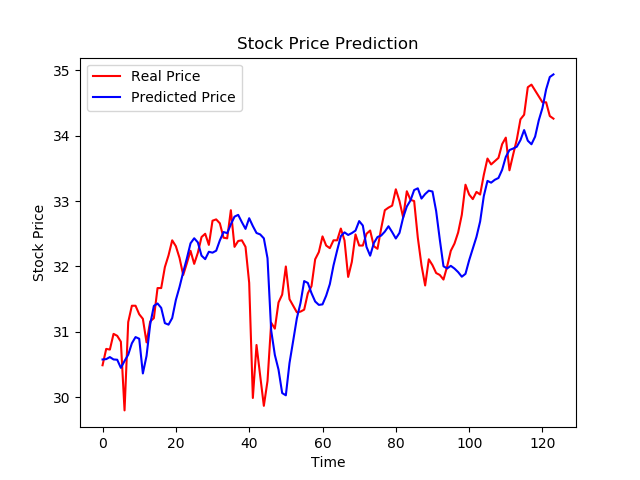 Stock Price Prediction
Real Price
Predicted Price
35
34
33
32
31
30
Stock Price
0 20 40 60 80 100 120
Time